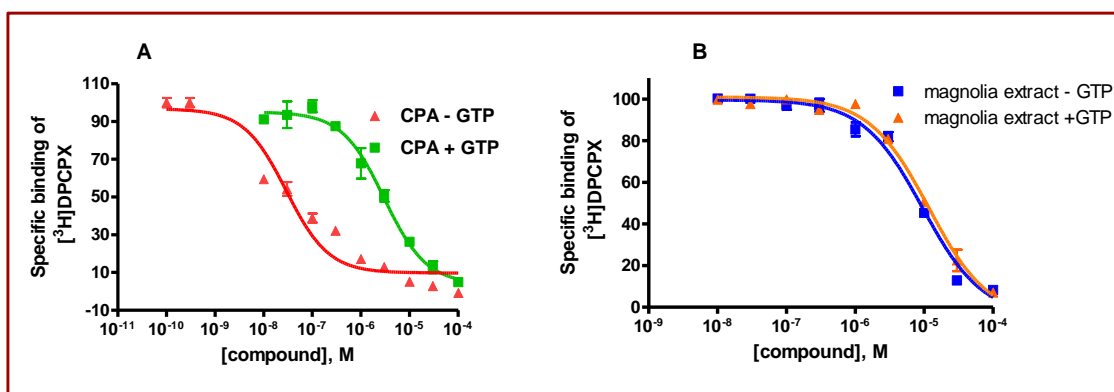 A
Specific binding of
[³H]DPCPX
110
90
70
50
30
10
-10
10⁻¹¹ 10⁻¹⁰ 10⁻⁹ 10⁻⁸ 10⁻⁷ 10⁻⁶ 10⁻⁵ 10⁻⁴
[compound], M
CPA - GTP
CPA + GTP
B
Specific binding of
[³H]DPCPX
100
80
60
40
20
0
10⁻⁹ 10⁻⁸ 10⁻⁷ 10⁻⁶ 10⁻⁵ 10⁻⁴
[compound], M
magnolia extract - GTP
magnolia extract +GTP